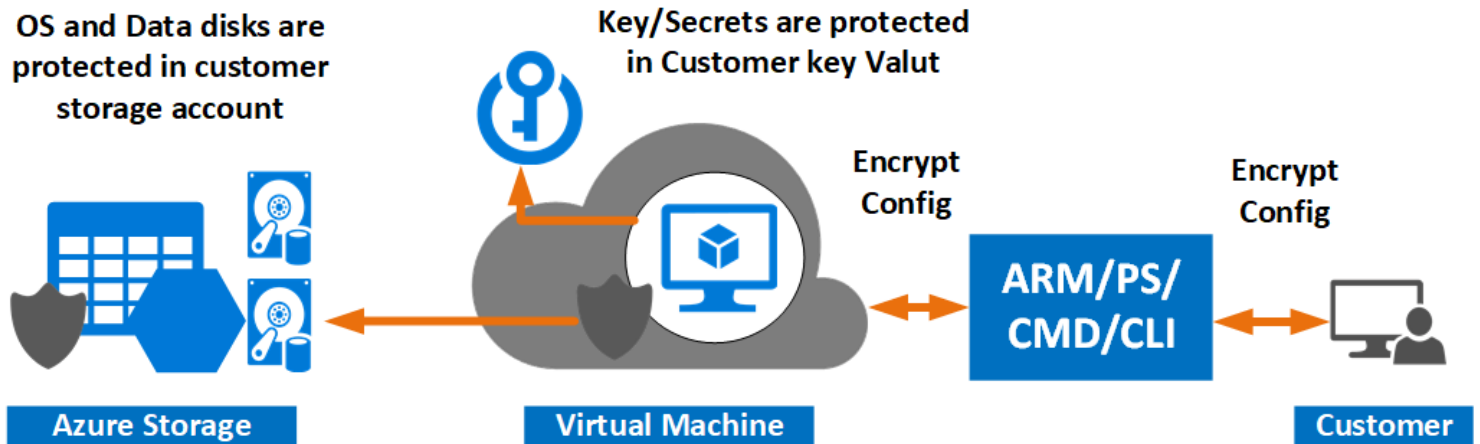 OS and Data disks are
protected in customer
storage account
Key/Secrets are protected
in Customer key Valut
Encrypt
Config
Encrypt
Config
ARM/PS/
CMD/CLI
Azure Storage
Virtual Machine
Customer